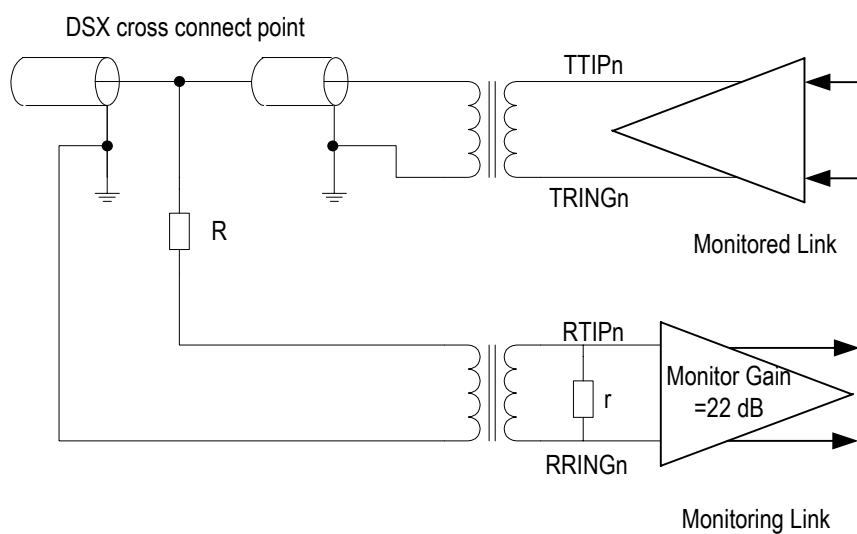 DSX cross connect point
TTIPn
TRINGn
R
Monitored Link
RTIPn
Monitor Gain
=22 dB
r
RRINGn
Monitoring Link